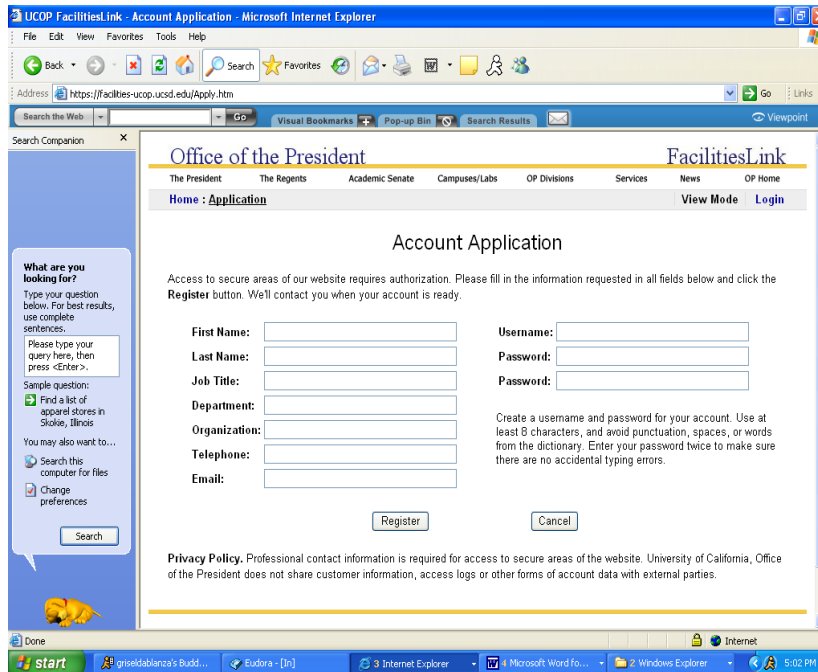 UCOP FacilitiesLink - Account Application - Microsoft Internet Explorer
File Edit View Favorites Tools Help
Back Search Favorites
Address https://facilities-ucop.ucsd.edu/Apply.htm Go Links
Search the Web Go Visual Bookmarks Pop-up Bin Search Results Viewpoint
Search Companion X
What are you
looking for?
Type your question
below. For best results,
use complete
sentences.
Please type your
query here, then
press <Enter>.
Sample question:
Find a list of
apparel stores in
Skokie, Illinois
You may also want to...
Search this
computer for files
Change
preferences
Search
Office of the President FacilitiesLink
The President The Regents Academic Senate Campuses/Labs OP Divisions Services News OP Home
Home : Application View Mode Login
Account Application
Access to secure areas of our website requires authorization. Please fill in the information requested in all fields below and click the
Register button. We'll contact you when your account is ready.
First Name: Username:
Last Name: Password:
Job Title: Password:
Department:
Organization:
Telephone:
Email:
Create a username and password for your account. Use at
least 8 characters, and avoid punctuation, spaces, or words
from the dictionary. Enter your password twice to make sure
there are no accidental typing errors.
Register Cancel
Privacy Policy. Professional contact information is required for access to secure areas of the website. University of California, Office
of the President does not share customer information, access logs or other forms of account data with external parties.
Done Internet
start griseldablanza's Budd... Eudora - [In] 3 Internet Explorer 4 Microsoft Word fo... 2 Windows Explorer 5:02 PM